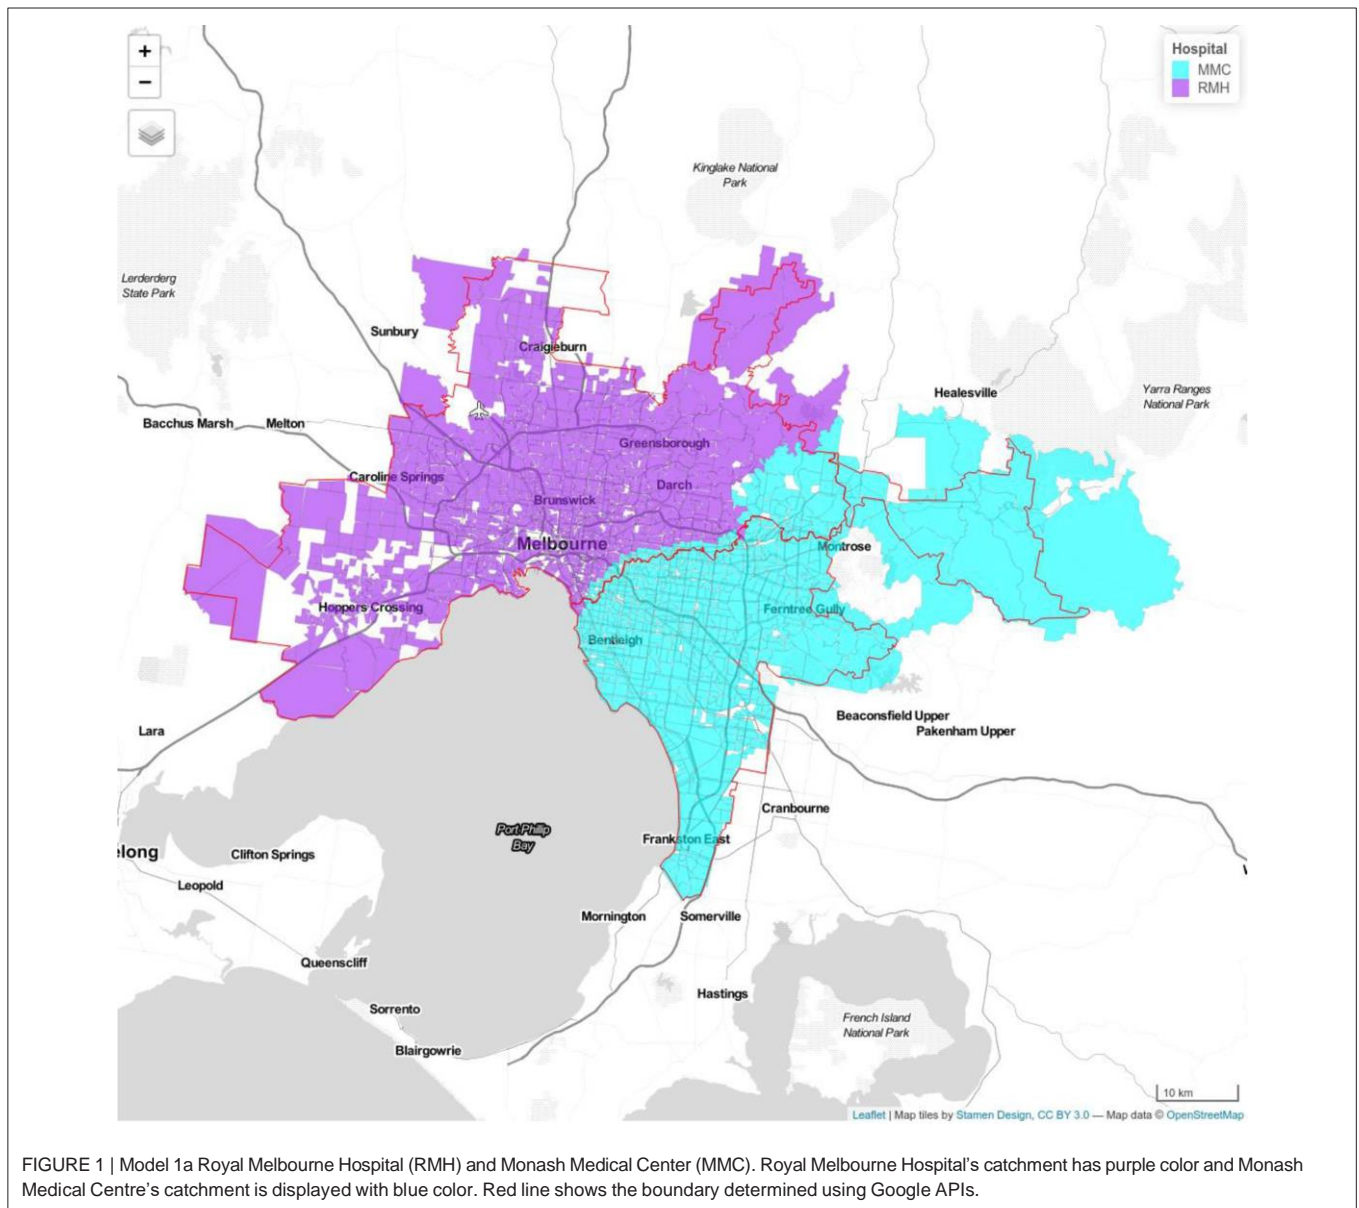 +
−
Hospital
MMC
RMH
Kinglake National
Park
Lerderderg
State Park
Sunbury
Craigieburn
Healesville
Yarra Ranges
National Park
Bacchus Marsh
Melton
Greensborough
Caroline Springs
Darch
Brunswick
Melbourne
Montrose
Hoppers Crossing
Ferntree Gully
Bentleigh
Beaconsfield Upper
Pakenham Upper
Lara
Cranbourne
Port Phillip
Bay
Frankston East
elong
Clifton Springs
Leopold
Mornington
Somerville
Queenscliff
Hastings
Sorrento
French Island
National Park
Blairgowrie
10 km
Leaflet | Map tiles by Stamen Design, CC BY 3.0 — Map data © OpenStreetMap
FIGURE 1 | Model 1a Royal Melbourne Hospital (RMH) and Monash Medical Center (MMC). Royal Melbourne Hospital's catchment has purple color and Monash
Medical Centre's catchment is displayed with blue color. Red line shows the boundary determined using Google APIs.